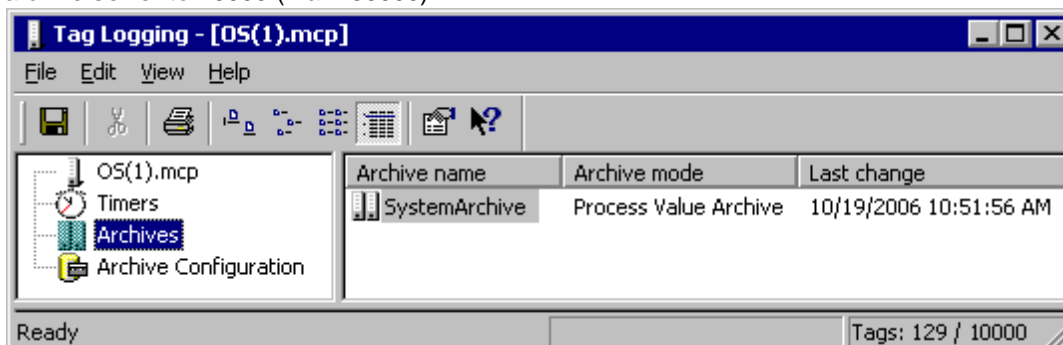 Tag Logging - [OS(1).mcp]
File Edit View Help
OS(1).mcp
Timers
Archives
Archive Configuration
Archive name Archive mode Last change
SystemArchive Process Value Archive 10/19/2006 10:51:56 AM
Ready Tags: 129 / 10000